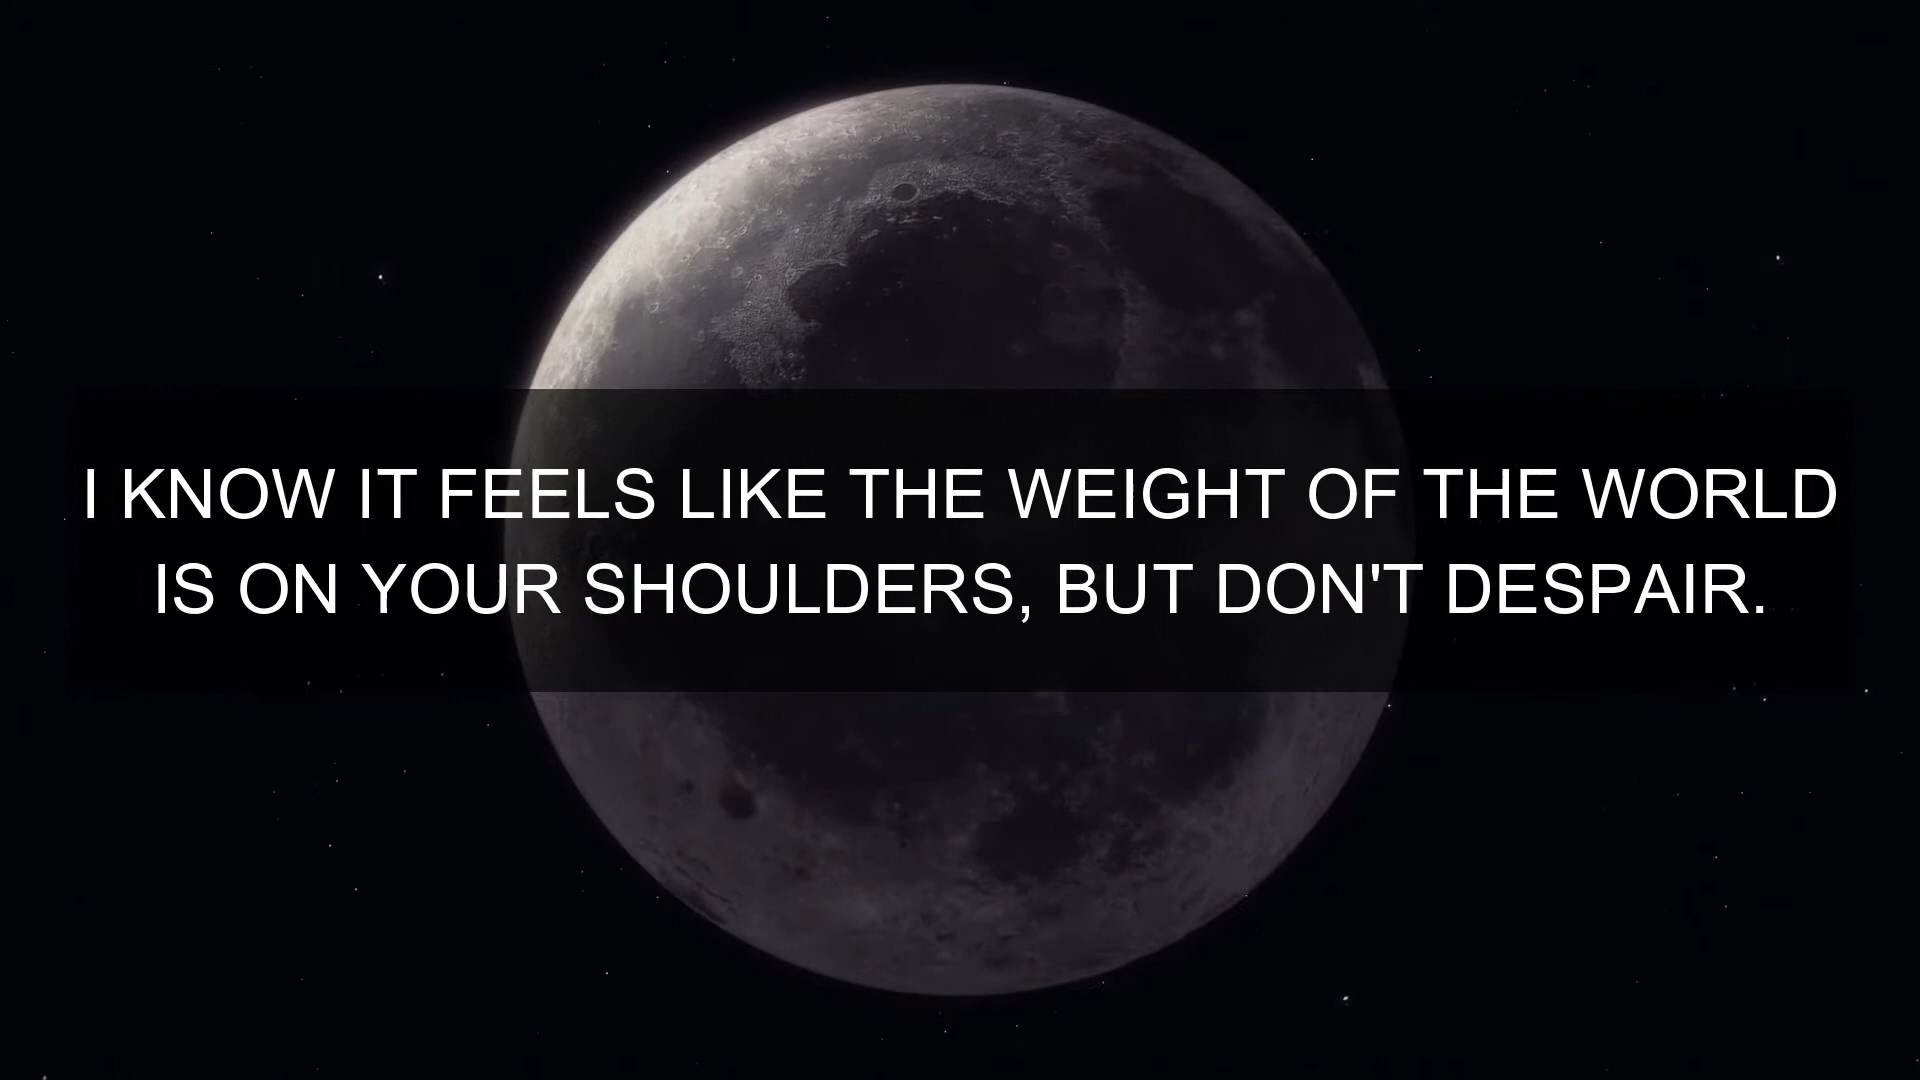 I KNOW IT FEELS LIKE THE WEIGHT OF THE WORLD
IS ON YOUR SHOULDERS, BUT DON'T DESPAIR.